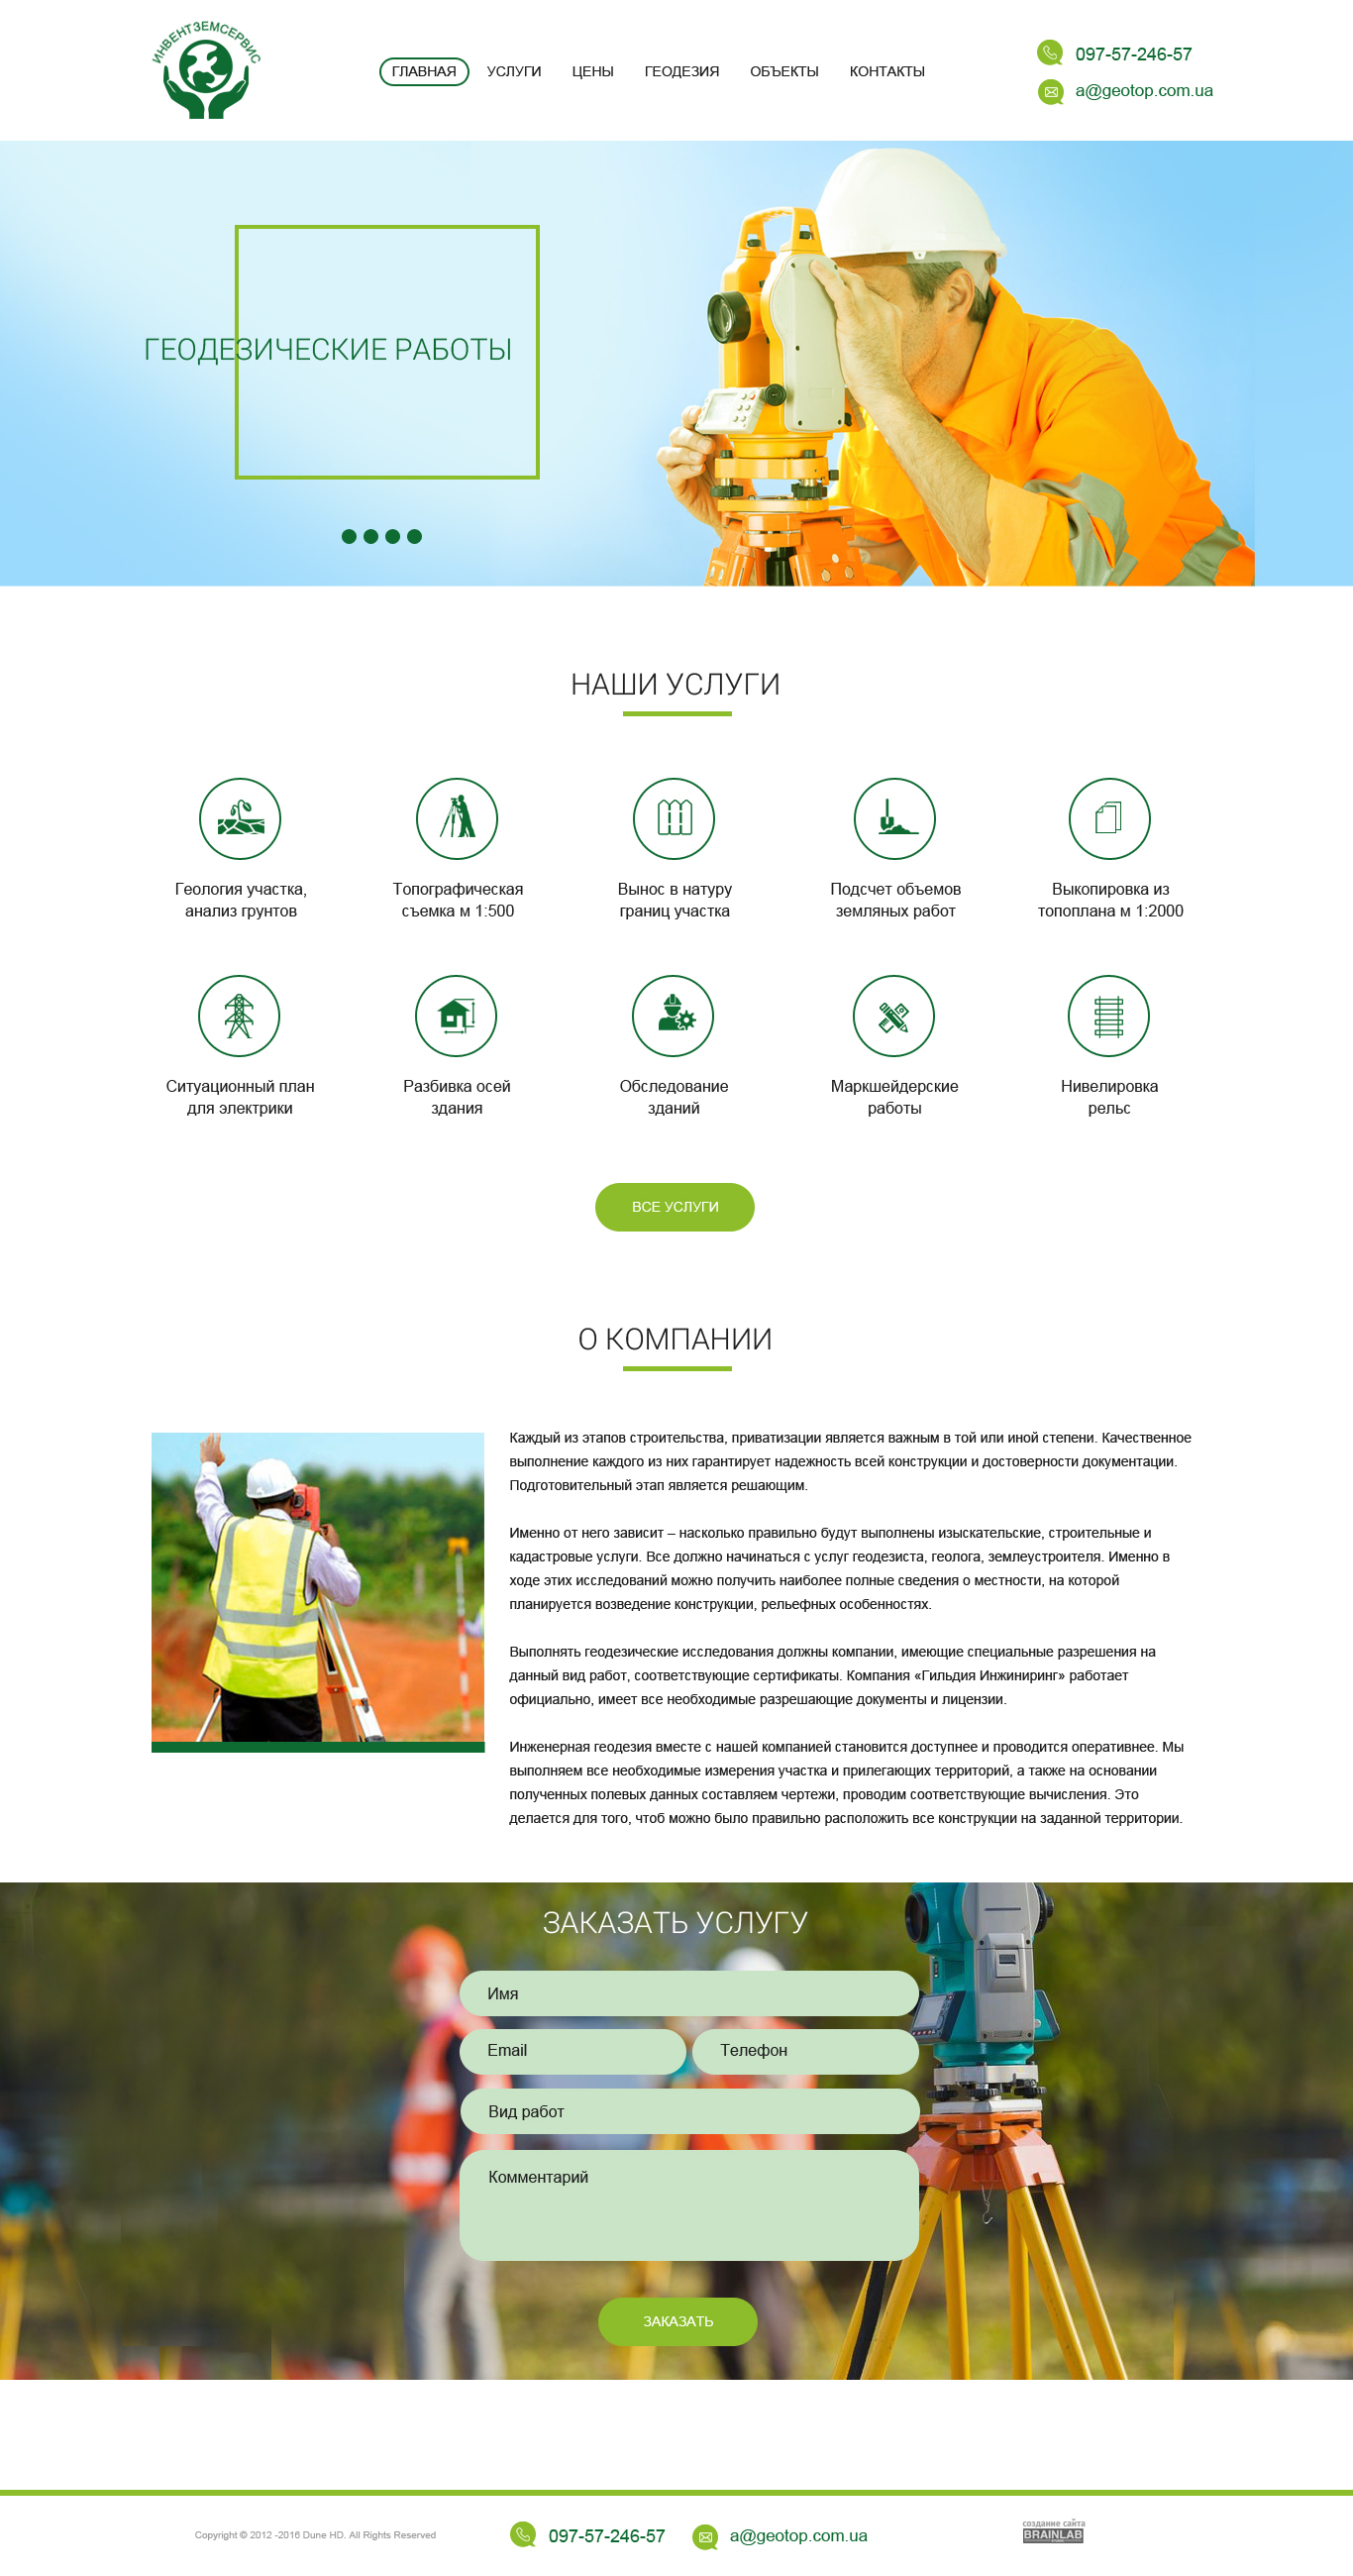 ИНВЕНТЗЕМСЕРВИС
ГЛАВНАЯ УСЛУГИ ЦЕНЫ ГЕОДЕЗИЯ ОБЪЕКТЫ КОНТАКТЫ
097-57-246-57
a@geotop.com.ua
ГЕОДЕЗИЧЕСКИЕ РАБОТЫ
НАШИ УСЛУГИ
Геология участка,
анализ грунтов
Топографическая
съемка м 1:500
Вынос в натуру
границ участка
Подсчет объемов
земляных работ
Выкопировка из
топоплана м 1:2000
Ситуационный план
для электрики
Разбивка осей
здания
Обследование
зданий
Маркшейдерские
работы
Нивелировка
рельс
ВСЕ УСЛУГИ
О КОМПАНИИ
Каждый из этапов строительства, приватизации является важным в той или иной степени. Качественное
выполнение каждого из них гарантирует надежность всей конструкции и достоверности документации.
Подготовительный этап является решающим.
Именно от него зависит – насколько правильно будут выполнены изыскательские, строительные и
кадастровые услуги. Все должно начинаться с услуг геодезиста, геолога, землеустроителя. Именно в
ходе этих исследований можно получить наиболее полные сведения о местности, на которой
планируется возведение конструкции, рельефных особенностях.
Выполнять геодезические исследования должны компании, имеющие специальные разрешения на
данный вид работ, соответствующие сертификаты. Компания «Гильдия Инжиниринг» работает
официально, имеет все необходимые разрешающие документы и лицензии.
Инженерная геодезия вместе с нашей компанией становится доступнее и проводится оперативнее. Мы
выполняем все необходимые измерения участка и прилегающих территорий, а также на основании
полученных полевых данных составляем чертежи, проводим соответствующие вычисления. Это
делается для того, чтоб можно было правильно расположить все конструкции на заданной территории.
ЗАКАЗАТЬ УСЛУГУ
Имя
Email
Телефон
Вид работ
Комментарий
ЗАКАЗАТЬ
Copyright © 2012 -2016 Dune HD. All Rights Reserved
097-57-246-57
a@geotop.com.ua
создание сайта
BRAINLAB